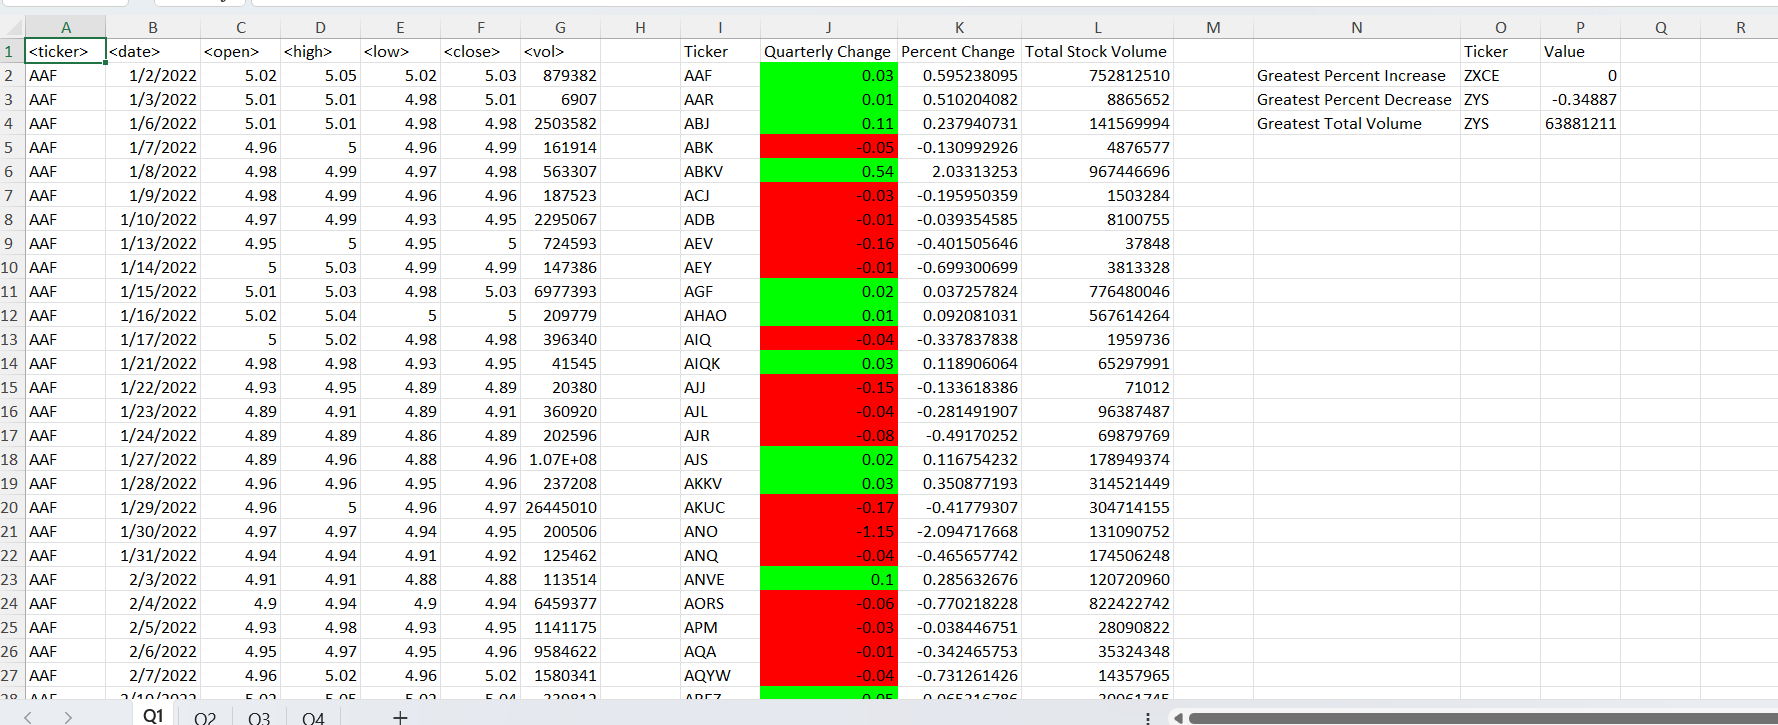 A B C D E F G H I J K L M N O P Q R
1 <ticker> <date> <open> <high> <low> <close> <vol> Ticker Quarterly Change Percent Change Total Stock Volume Ticker Value
2 AAF 1/2/2022 5.02 5.05 5.02 5.03 879382 AAF 0.03 0.595238095 752812510 Greatest Percent Increase ZXCE 0
3 AAF 1/3/2022 5.01 5.01 4.98 5.01 6907 AAR 0.01 0.510204082 8865652 Greatest Percent Decrease ZYS -0.34887
4 AAF 1/6/2022 5.01 5.01 4.98 4.98 2503582 ABJ 0.11 0.237940731 141569994 Greatest Total Volume ZYS 63881211
5 AAF 1/7/2022 4.96 5 4.96 4.99 161914 ABK -0.05 -0.130992926 4876577
6 AAF 1/8/2022 4.98 4.99 4.97 4.98 563307 ABKV 0.54 2.03313253 967446696
7 AAF 1/9/2022 4.98 4.99 4.96 4.96 187523 ACJ -0.03 -0.195950359 1503284
8 AAF 1/10/2022 4.97 4.99 4.93 4.95 2295067 ADB -0.01 -0.039354585 8100755
9 AAF 1/13/2022 4.95 5 4.95 5 724593 AEV -0.16 -0.401505646 37848
10 AAF 1/14/2022 5 5.03 4.99 4.99 147386 AEY -0.01 -0.699300699 3813328
11 AAF 1/15/2022 5.01 5.03 4.98 5.03 6977393 AGF 0.02 0.037257824 776480046
12 AAF 1/16/2022 5.02 5.04 5 5 209779 AHAO 0.01 0.092081031 567614264
13 AAF 1/17/2022 5 5.02 4.98 4.98 396340 AIQ -0.04 -0.337837838 1959736
14 AAF 1/21/2022 4.98 4.98 4.93 4.95 41545 AIQK 0.03 0.118906064 65297991
15 AAF 1/22/2022 4.93 4.95 4.89 4.89 20380 AJJ -0.15 -0.133618386 71012
16 AAF 1/23/2022 4.89 4.91 4.89 4.91 360920 AJL -0.04 -0.281491907 96387487
17 AAF 1/24/2022 4.89 4.89 4.86 4.89 202596 AJR -0.08 -0.49170252 69879769
18 AAF 1/27/2022 4.89 4.96 4.88 4.96 1.07E+08 AJS 0.02 0.116754232 178949374
19 AAF 1/28/2022 4.96 4.96 4.95 4.96 237208 AKKV 0.03 0.350877193 314521449
20 AAF 1/29/2022 4.96 5 4.96 4.97 26445010 AKUC -0.17 -0.41779307 304714155
21 AAF 1/30/2022 4.97 4.97 4.94 4.95 200506 ANO -1.15 -2.094717668 131090752
22 AAF 1/31/2022 4.94 4.94 4.91 4.92 125462 ANQ -0.04 -0.465657742 174506248
23 AAF 2/3/2022 4.91 4.91 4.88 4.88 113514 ANVE 0.1 0.285632676 120720960
24 AAF 2/4/2022 4.9 4.94 4.9 4.94 6459377 AORS -0.06 -0.770218228 822422742
25 AAF 2/5/2022 4.93 4.98 4.93 4.95 1141175 APM -0.03 -0.038446751 28090822
26 AAF 2/6/2022 4.95 4.97 4.95 4.96 9584622 AQA -0.01 -0.342465753 35324348
27 AAF 2/7/2022 4.96 5.02 4.96 5.02 1580341 AQYW -0.04 -0.731261426 14357965
Q1 Q2 Q3 Q4 +